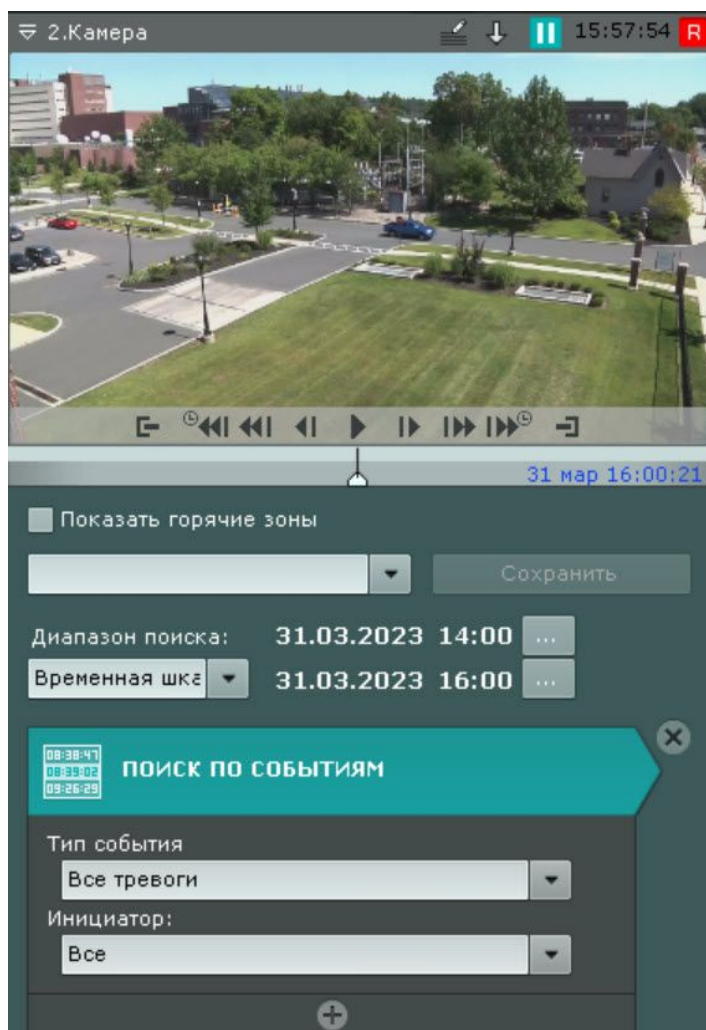 2.Камера
15:57:54 R
31 мар 16:00:21
Показать горячие зоны
Сохранить
Диапазон поиска: 31.03.2023 14:00 ...
Временная шка 31.03.2023 16:00 ...
08:38:47
08:39:02
09:26:29
ПОИСК ПО СОБЫТИЯМ
Тип события
Все тревоги
Инициатор:
Все